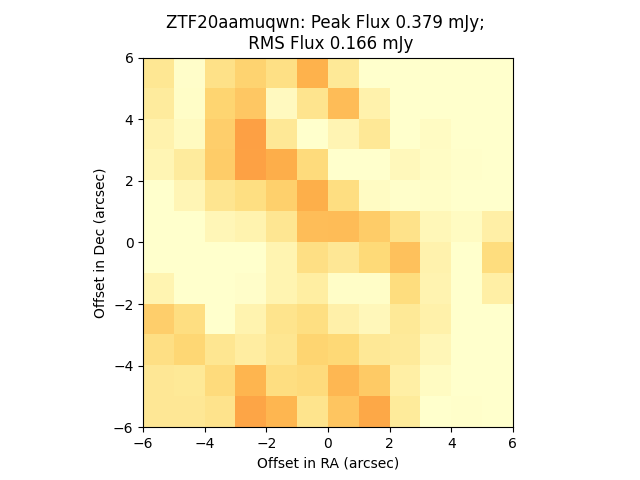 ZTF20aamuqwn: Peak Flux 0.379 mJy;
RMS Flux 0.166 mJy
6
4
2
0
−2
−4
−6
Offset in Dec (arcsec)
−6 −4 −2 0 2 4 6
Offset in RA (arcsec)